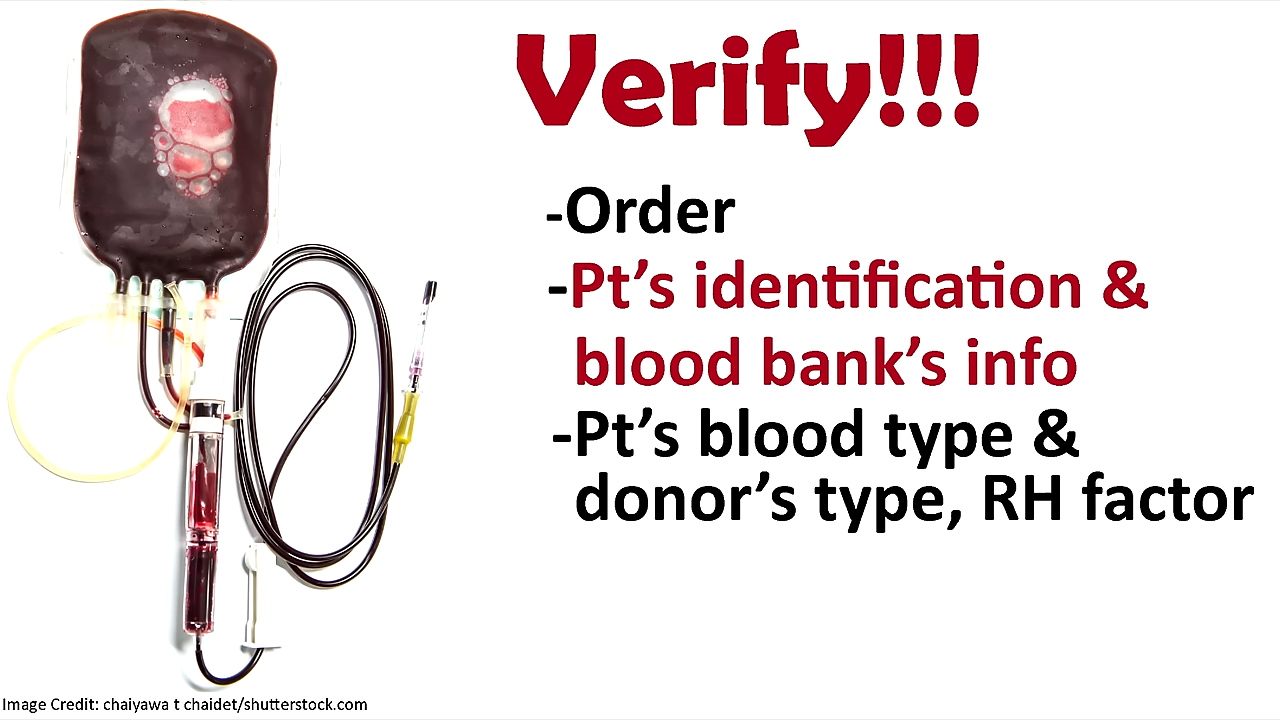 Verify!!!
-Order
-Pt’s identification &
blood bank’s info
-Pt’s blood type &
donor’s type, RH factor
Image Credit: chaiyawa t chaidet/shutterstock.com